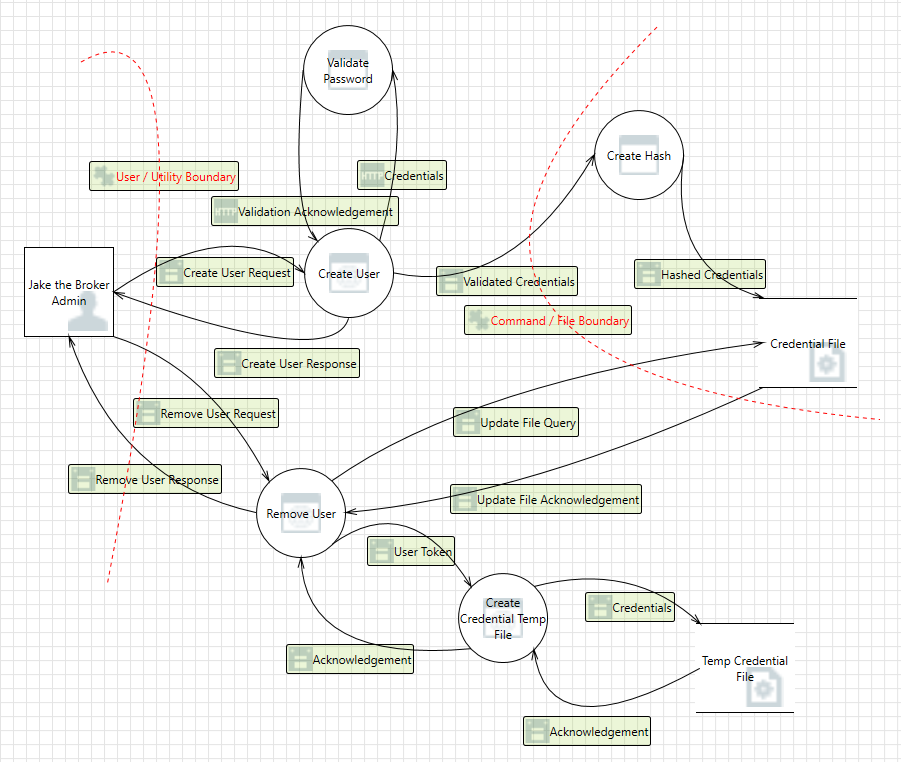 Validate
Password
Create Hash
User / Utility Boundary
HTTP
Credentials
HTTP
Validation Acknowledgement
Create User Request
Create User
Validated Credentials
Hashed Credentials
Jake the Broker
Admin
Command / File Boundary
Credential File
Create User Response
Remove User Request
Update File Query
Remove User Response
Update File Acknowledgement
Remove User
User Token
Create
Credential Temp
File
Credentials
Acknowledgement
Temp Credential
File
Acknowledgement